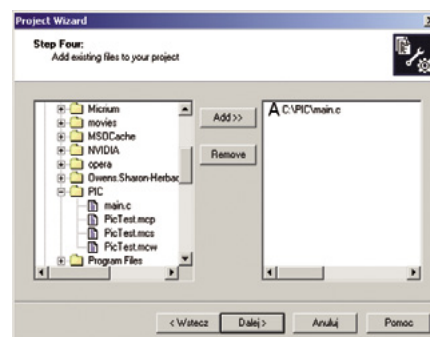 Project Wizard
Step Four:
Add existing files to your project
Micrium
movies
MSOCache
NVIDIA
opera
Owens.Sharon-Herbac
PIC
main.c
PicTest.mcp
PicTest.mcs
PicTest.mcw
Program Files
Add >>
Remove
A C:\PIC\main.c
< Wstecz
Dalej >
Anuluj
Pomoc